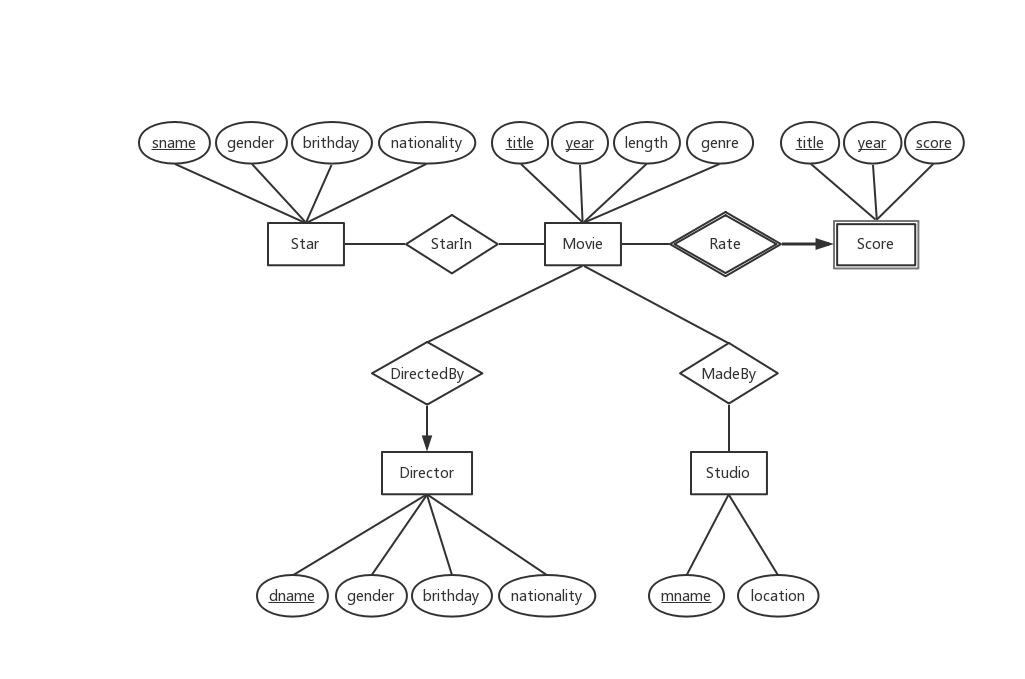 sname gender brithday nationality title year length genre title year score
Star StarIn Movie Rate Score
DirectedBy MadeBy
Director Studio
dname gender brithday nationality mname location